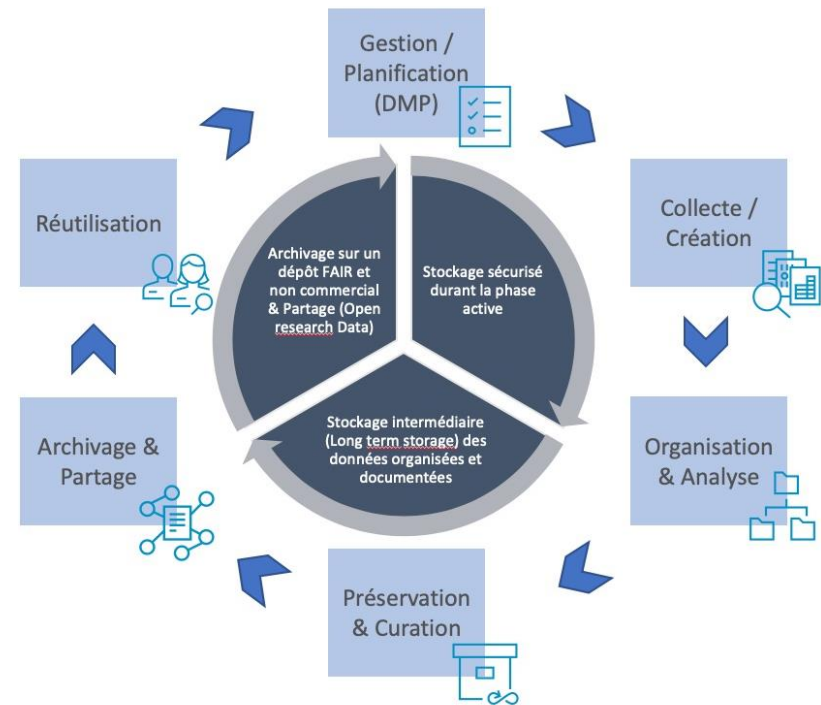 Gestion /
Planification
(DMP)
Collecte /
Création
Organisation
& Analyse
Préservation
& Curation
Archivage &
Partage
Réutilisation
Archivage sur un
dépôt FAIR et
non commercial
& Partage (Open
research Data)
Stockage sécurisé
durant la phase
active
Stockage intermédiaire
(Long term storage) des
données organisées et
documentées